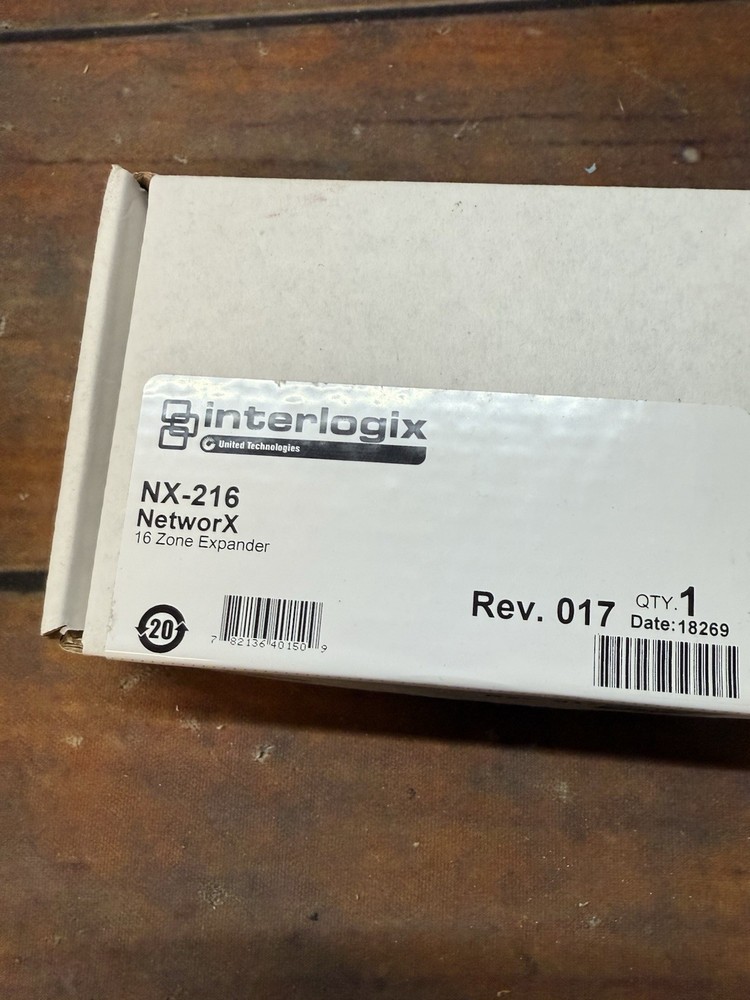 interlogix
United Technologies
NX-216
NetworX
16 Zone Expander
20
7 82136 40150 9
Rev. 017 QTY.1
Date:18269